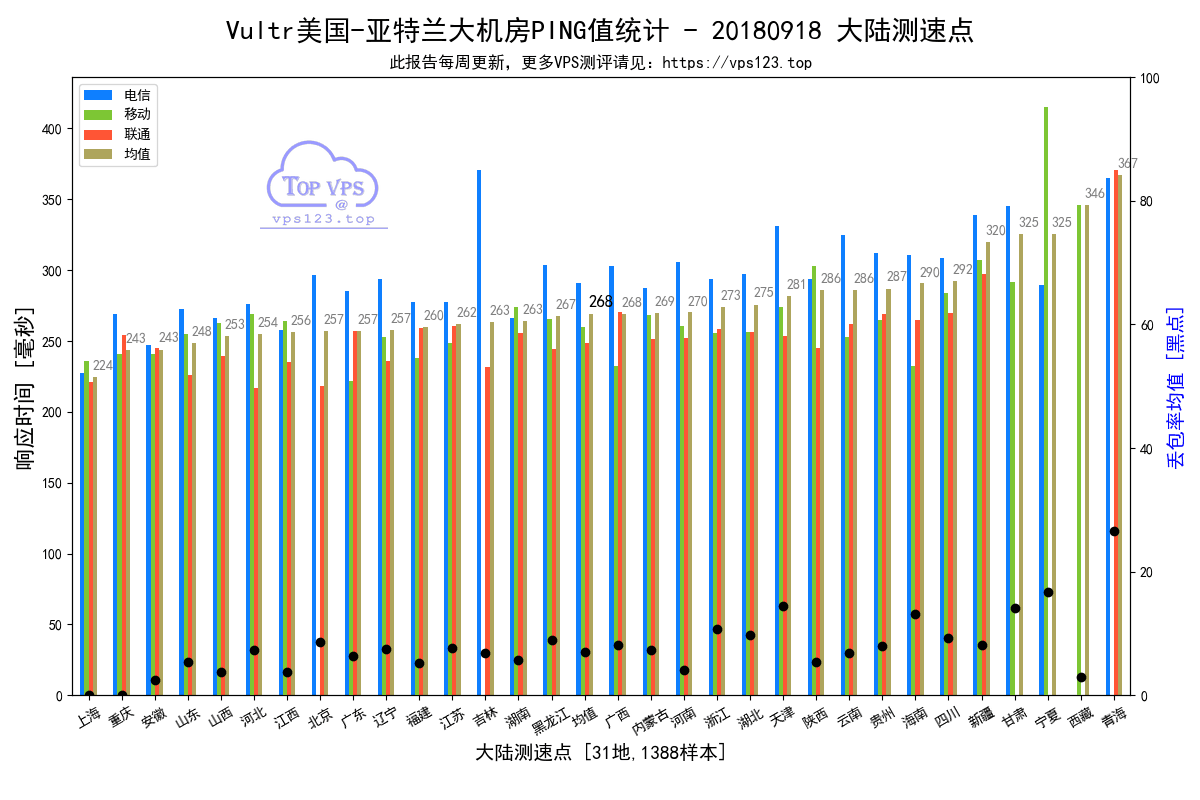 Vultr美国-亚特兰大机房PING值统计 - 20180918 大陆测速点
此报告每周更新，更多VPS测评请见：https://vps123.top
电信
移动
联通
均值
TOP VPS
@
vps123.top
响应时间 [毫秒]
400
350
300
250
200
150
100
50
0
224 243 243 248 253 254 256 257 257 257 260 262 263 263 267 268 268 269 270 273 275 281 286 286 287 290 292 320 325 325 346 367
100
80
60
40
20
0
丢包率均值 [黑点]
上海 重庆 安徽 山东 山西 河北 江西 北京 广东 辽宁 福建 江苏 吉林 湖南 黑龙江 均值 广西 内蒙古 河南 浙江 湖北 天津 陕西 云南 贵州 海南 四川 新疆 甘肃 宁夏 西藏 青海
大陆测速点 [31地,1388样本]